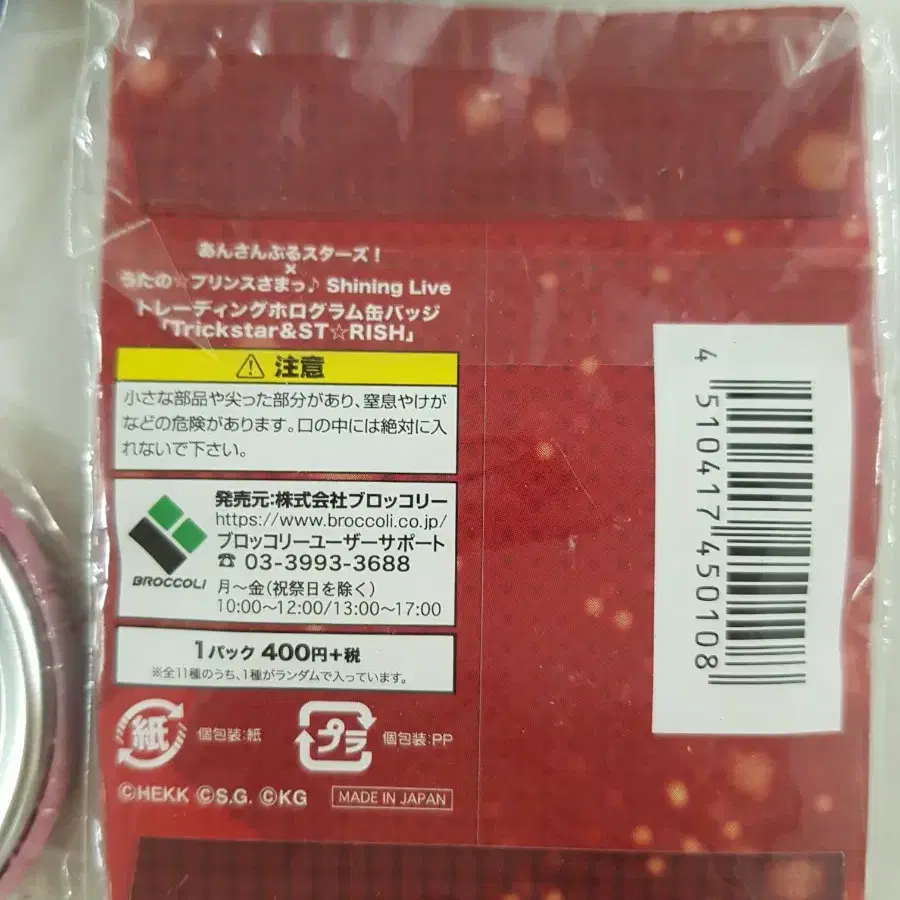 あんさんぶるスターズ！
×
うたの☆プリンスさまっ♪ Shining Live
トレーディングホログラム缶バッジ
「Trickstar&ST☆RISH」
注意
小さな部品や尖った部分があり、窒息やけが
などの危険があります。口の中には絶対に入
れないで下さい。
発売元:株式会社ブロッコリー
https://www.broccoli.co.jp/
ブロッコリーユーザーサポート
☎ 03-3993-3688
月〜金(祝祭日を除く)
10:00〜12:00/13:00〜17:00
BROCCOLI
1パック 400円+税
※全11種のうち、1種がランダムで入っています。
紙
個包装:紙
プラ
個包装:PP
©HEKK ©S.G. ©KG
MADE IN JAPAN
4510417450108